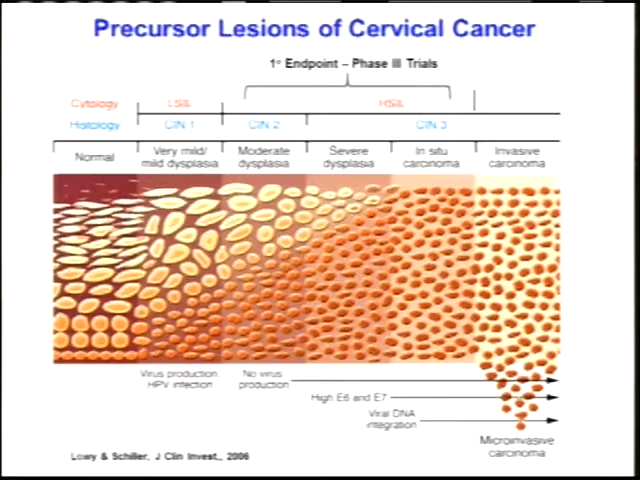 Precursor Lesions of Cervical Cancer
1° Endpoint – Phase III Trials
Cytology LSIL HSIL
Histology CIN 1 CIN 2 CIN 3
Normal
Very mild/
mild dysplasia
Moderate
dysplasia
Severe
dysplasia
In situ
carcinoma
Invasive
carcinoma
Virus production
HPV infection
No virus
production
High E6 and E7
Viral DNA
integration
Microinvasive
carcinoma
Lowy & Schiller, J Clin Invest., 2006